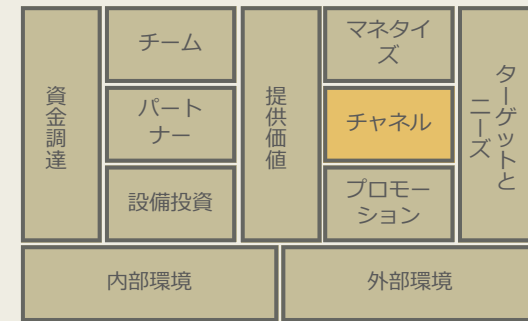 資金調達
チーム
パート
ナー
設備投資
提供価値
マネタイ
ズ
チャネル
プロモー
ション
ターゲットと
ニーズ
内部環境
外部環境